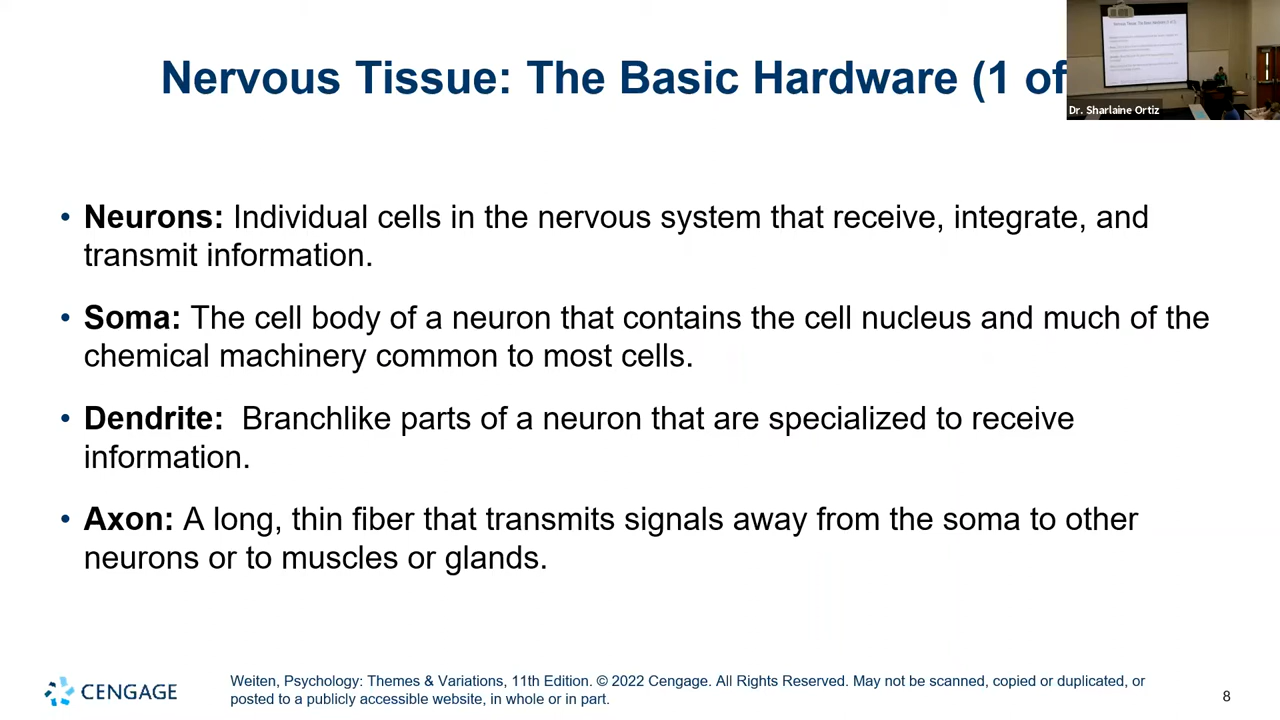 Nervous Tissue: The Basic Hardware (1 of
Dr. Sharlaine Ortiz
• Neurons: Individual cells in the nervous system that receive, integrate, and
transmit information.
• Soma: The cell body of a neuron that contains the cell nucleus and much of the
chemical machinery common to most cells.
• Dendrite: Branchlike parts of a neuron that are specialized to receive
information.
• Axon: A long, thin fiber that transmits signals away from the soma to other
neurons or to muscles or glands.
CENGAGE
Weiten, Psychology: Themes & Variations, 11th Edition. © 2022 Cengage. All Rights Reserved. May not be scanned, copied or duplicated, or
posted to a publicly accessible website, in whole or in part.
8